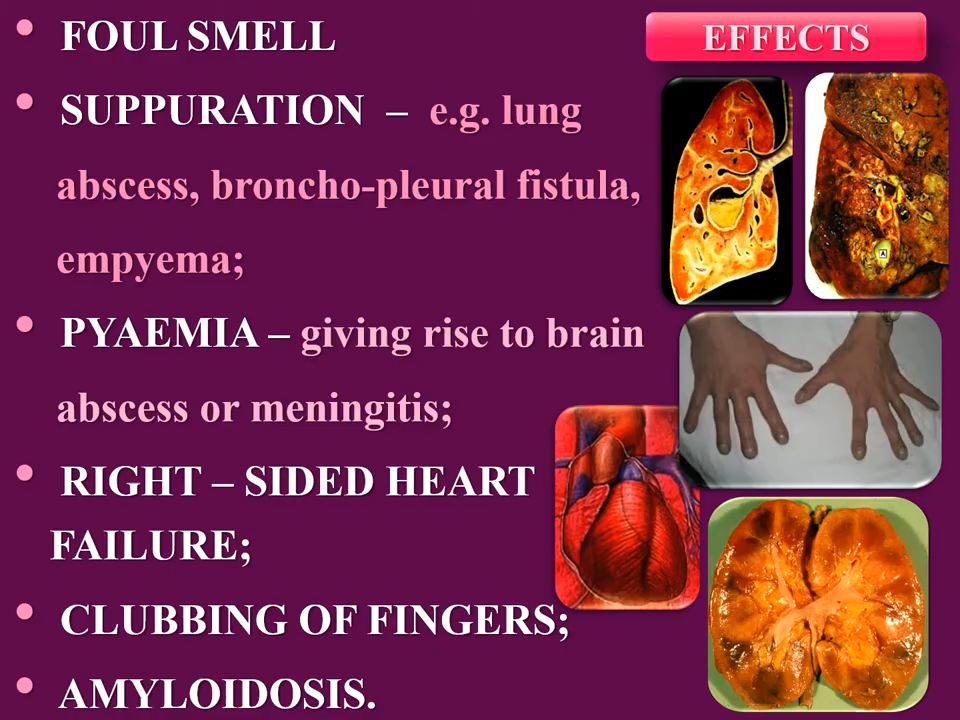 EFFECTS
• FOUL SMELL
• SUPPURATION – e.g. lung
abscess, broncho-pleural fistula,
empyema;
• PYAEMIA – giving rise to brain
abscess or meningitis;
• RIGHT – SIDED HEART
FAILURE;
• CLUBBING OF FINGERS;
• AMYLOIDOSIS.
A